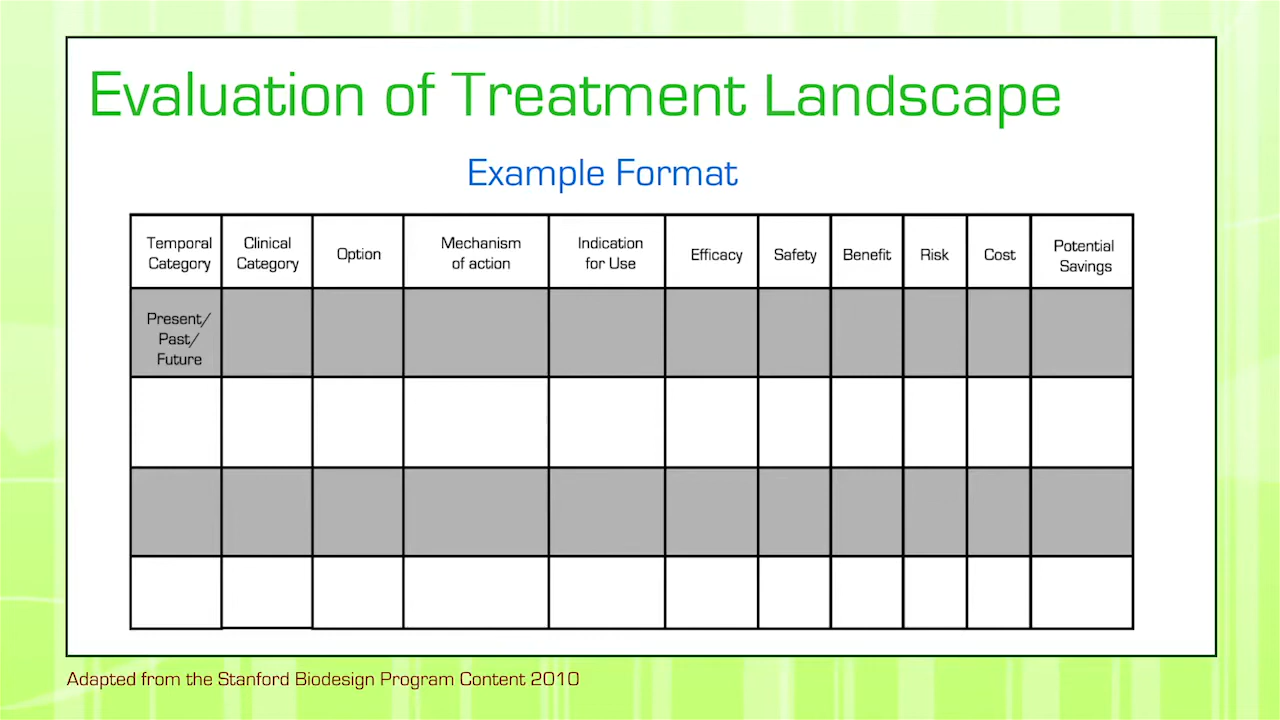 Evaluation of Treatment Landscape
Example Format
Temporal Category
Clinical Category
Option
Mechanism of action
Indication for Use
Efficacy
Safety
Benefit
Risk
Cost
Potential Savings
Present/
Past/
Future
Adapted from the Stanford Biodesign Program Content 2010